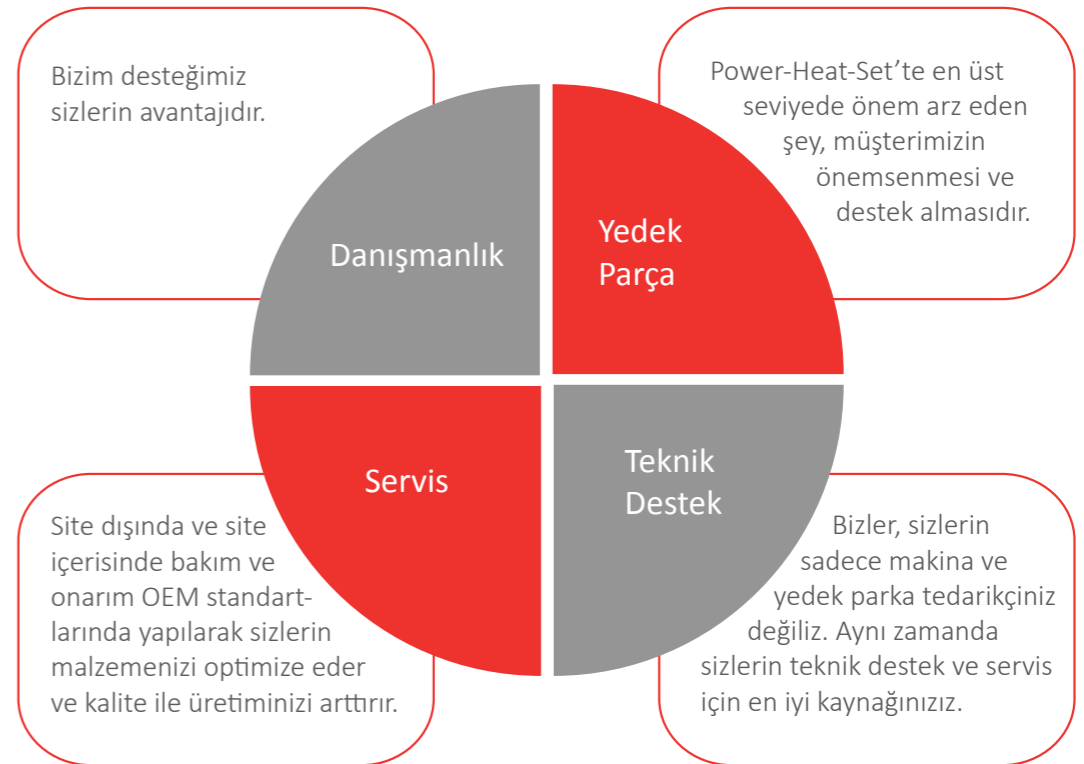 Bizim desteğimiz
sizlerin avantajıdır.
Power-Heat-Set’te en üst
seviyede önem arz eden
şey, müşterimizin
önemsenmesi ve
destek almasıdır.
Danışmanlık
Yedek
Parça
Servis
Teknik
Destek
Site dışında ve site
içerisinde bakım ve
onarım OEM standart-
larında yapılarak sizlerin
malzemenizi optimize eder
ve kalite ile üretiminizi arttırır.
Bizler, sizlerin
sadece makina ve
yedek parka tedarikçiniz
değiliz. Aynı zamanda
sizlerin teknik destek ve servis
için en iyi kaynağınızız.